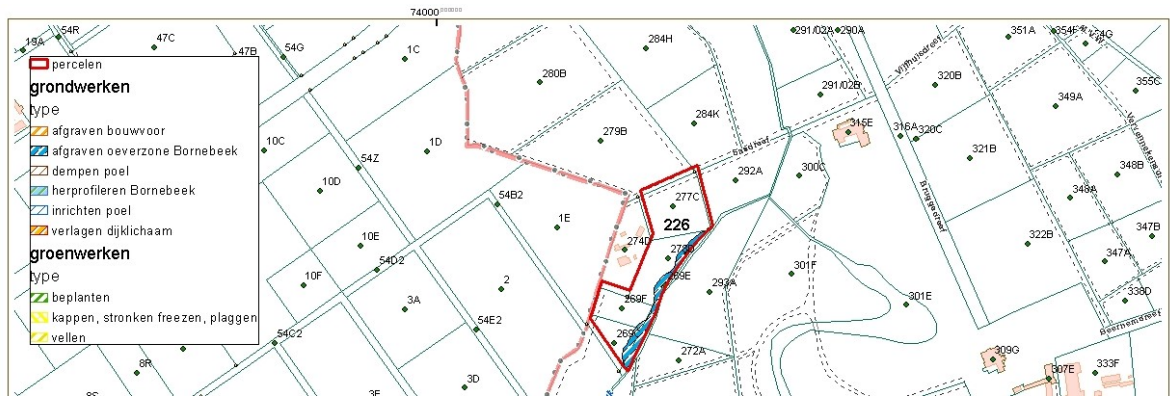 74000
54R
19A
47C
47B
54G
1C
284H
291/02A
290A
351A
354F
percelen
grondwerken
type
afgraven bouwvoor
afgraven oeverzone Bornebeek
dempen poel
herprofileren Bornebeek
inrichten poel
verlagen dijklichaam
groenwerken
type
beplanten
kappen, stronken freezen, plaggen
vellen
280B
291/02B
Vijfhuisdreef
320B
355C
349A
284K
279B
315E
316A
320C
321B
10C
1D
54Z
Bruggedreef
10D
54B2
292A
300C
348B
348A
277C
226
1E
274D
322B
347B
10E
54D2
347A
10F
2
269E
293A
301F
301E
338D
3A
269F
Beernemdreef
54E2
54C2
272A
309G
8R
3D
307E
333F